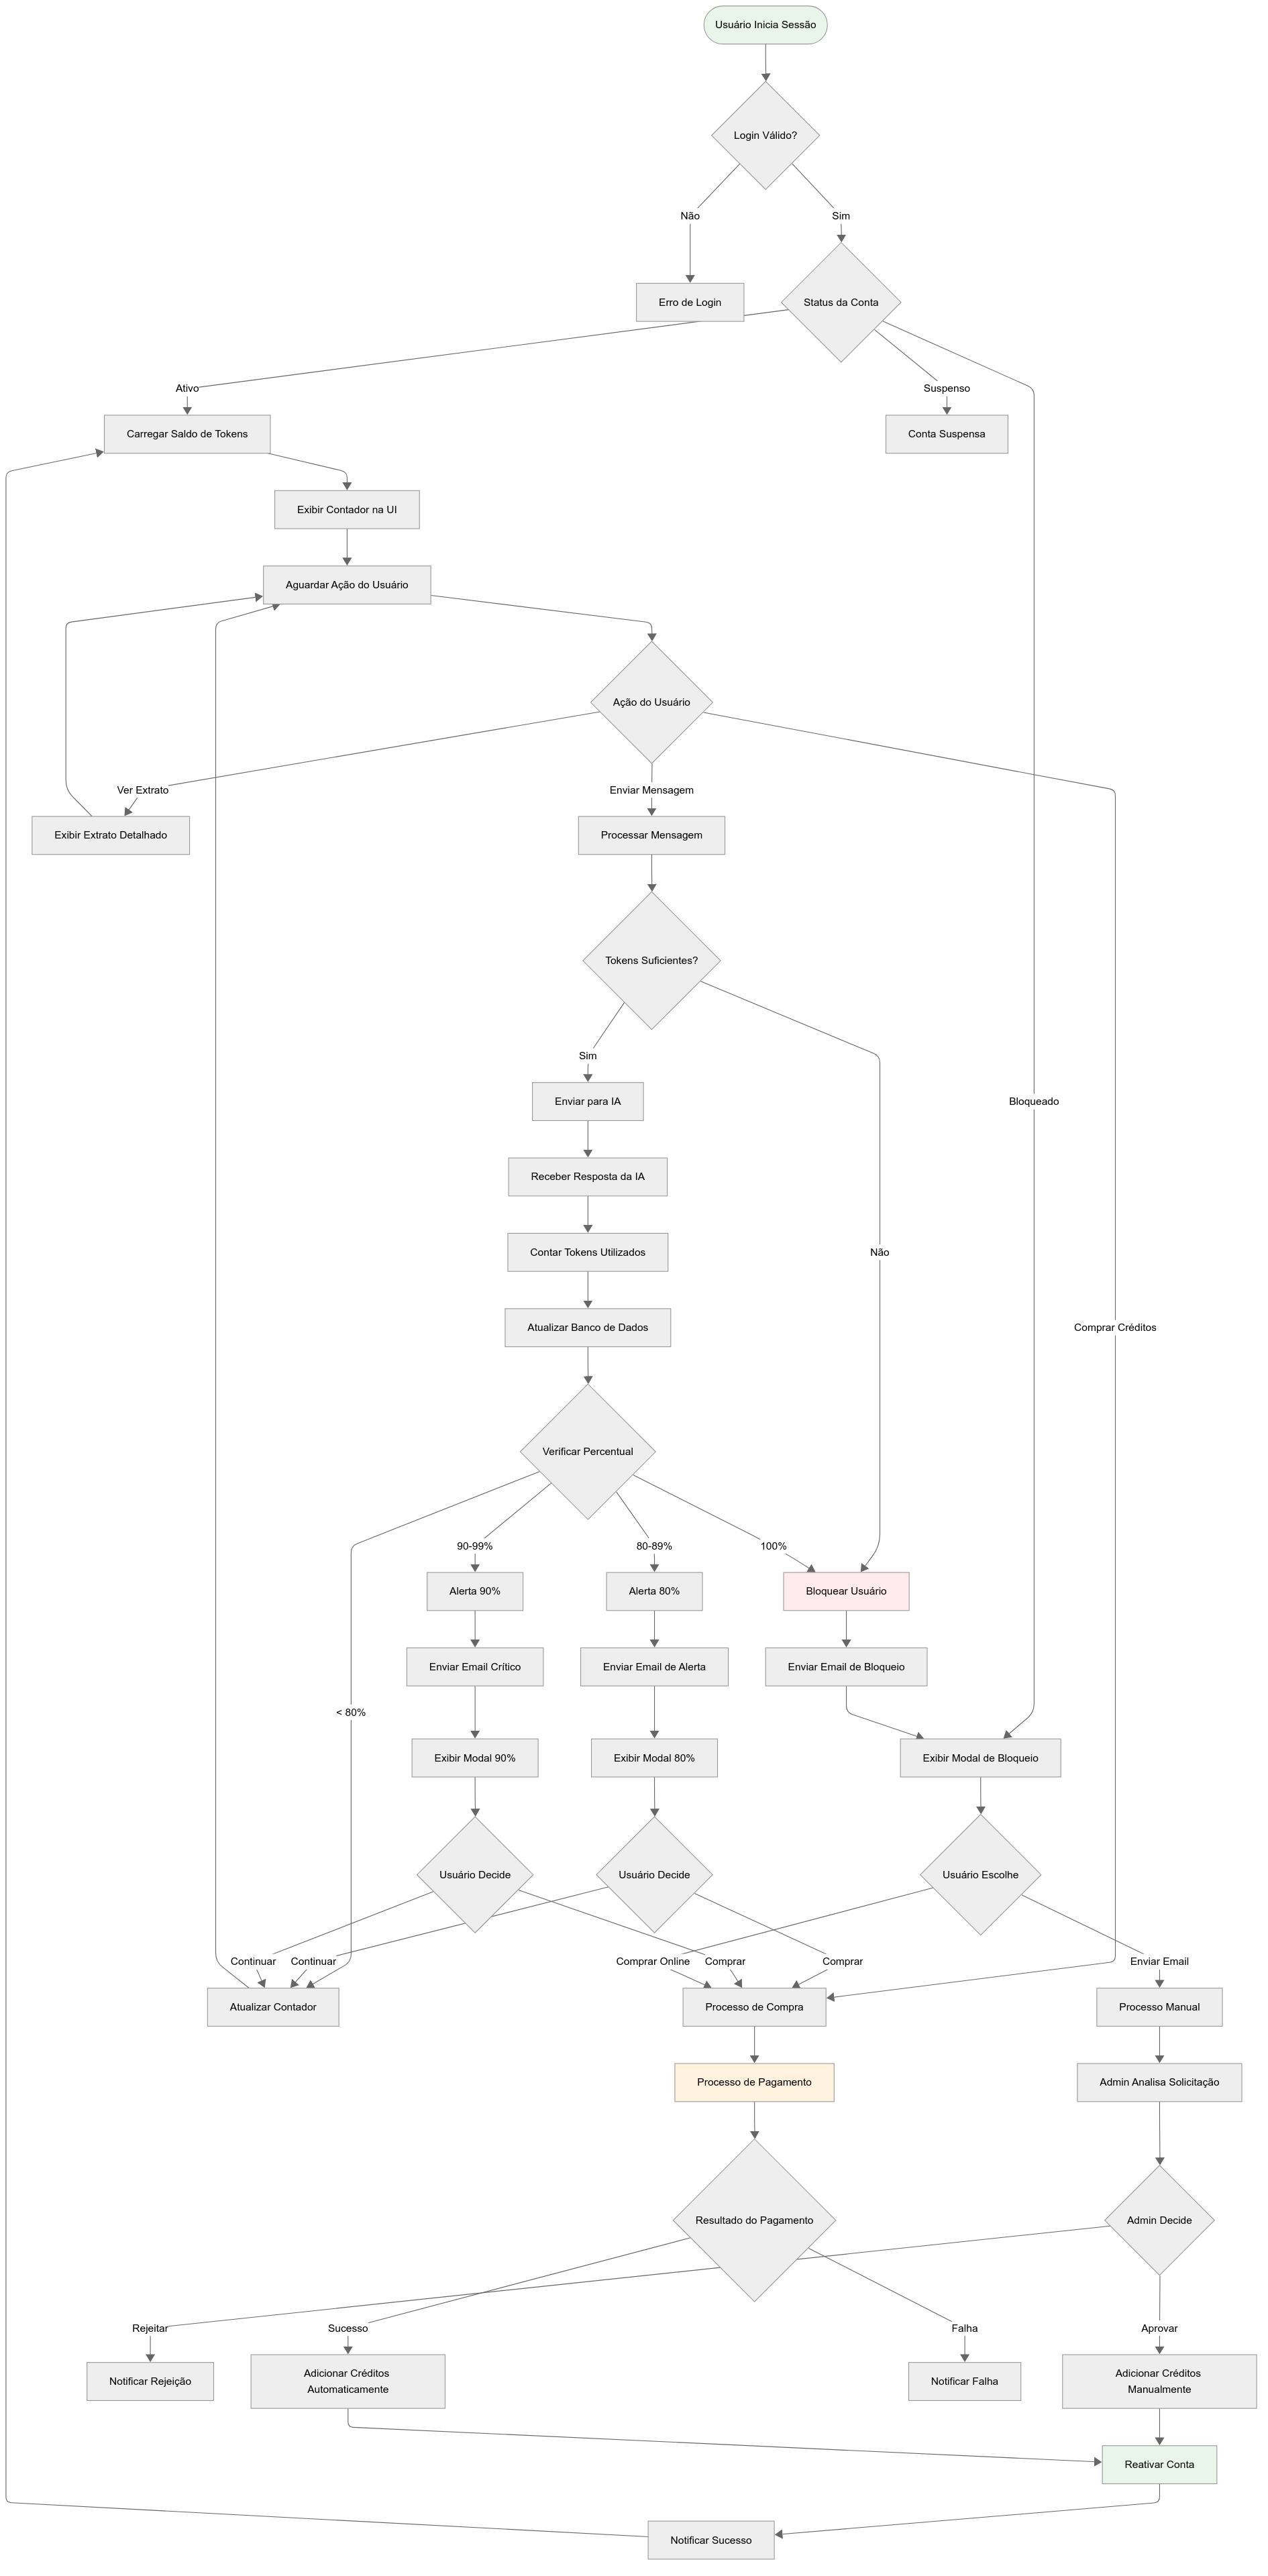 Usuário Inicia Sessão
Login Válido?
Não
Sim
Erro de Login
Status da Conta
Ativo
Suspenso
Carregar Saldo de Tokens
Conta Suspensa
Exibir Contador na UI
Aguardar Ação do Usuário
Ação do Usuário
Ver Extrato
Enviar Mensagem
Exibir Extrato Detalhado
Processar Mensagem
Tokens Suficientes?
Sim
Enviar para IA
Bloqueado
Receber Resposta da IA
Contar Tokens Utilizados
Não
Atualizar Banco de Dados
Comprar Créditos
Verificar Percentual
90-99%
80-89%
100%
Alerta 90%
Alerta 80%
Bloquear Usuário
Enviar Email Crítico
Enviar Email de Alerta
Enviar Email de Bloqueio
< 80%
Exibir Modal 90%
Exibir Modal 80%
Exibir Modal de Bloqueio
Usuário Decide
Usuário Decide
Usuário Escolhe
Continuar
Continuar
Comprar Online
Comprar
Comprar
Enviar Email
Atualizar Contador
Processo de Compra
Processo Manual
Processo de Pagamento
Admin Analisa Solicitação
Resultado do Pagamento
Admin Decide
Rejeitar
Sucesso
Falha
Aprovar
Notificar Rejeição
Adicionar Créditos
Automaticamente
Notificar Falha
Adicionar Créditos
Manualmente
Reativar Conta
Notificar Sucesso